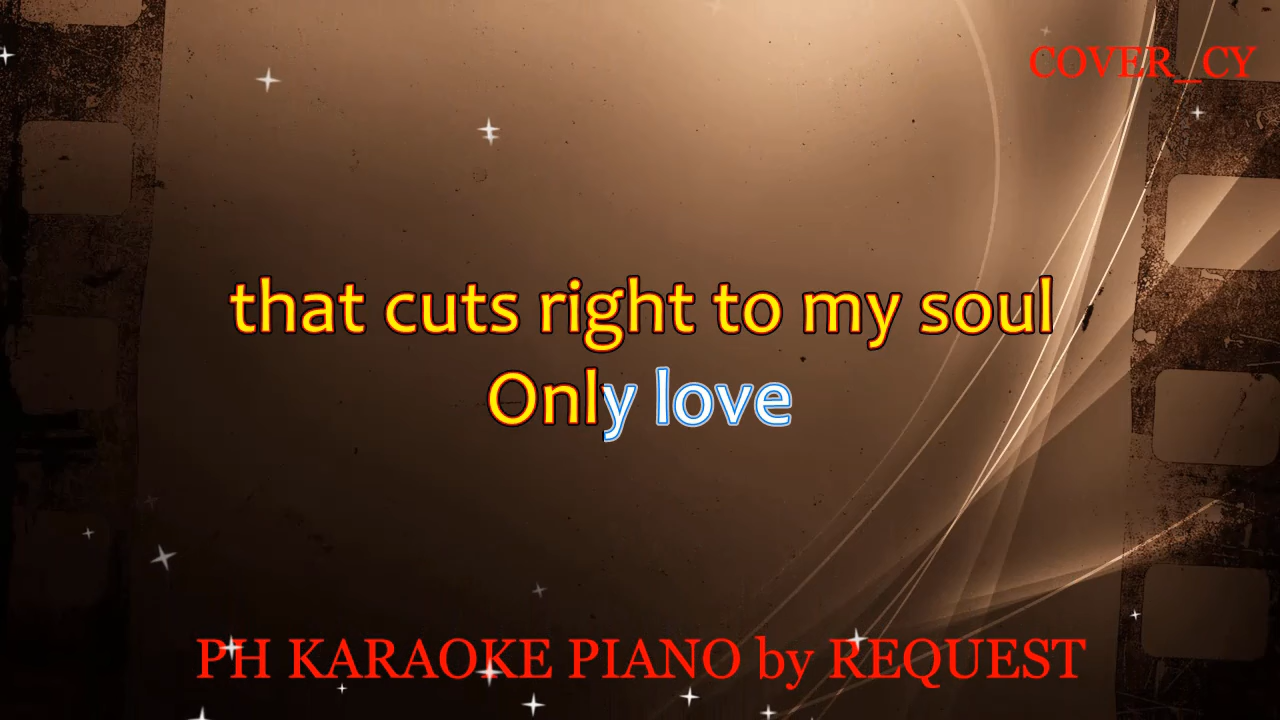 COVER_CY
that cuts right to my soul
Only love
PH KARAOKE PIANO by REQUEST